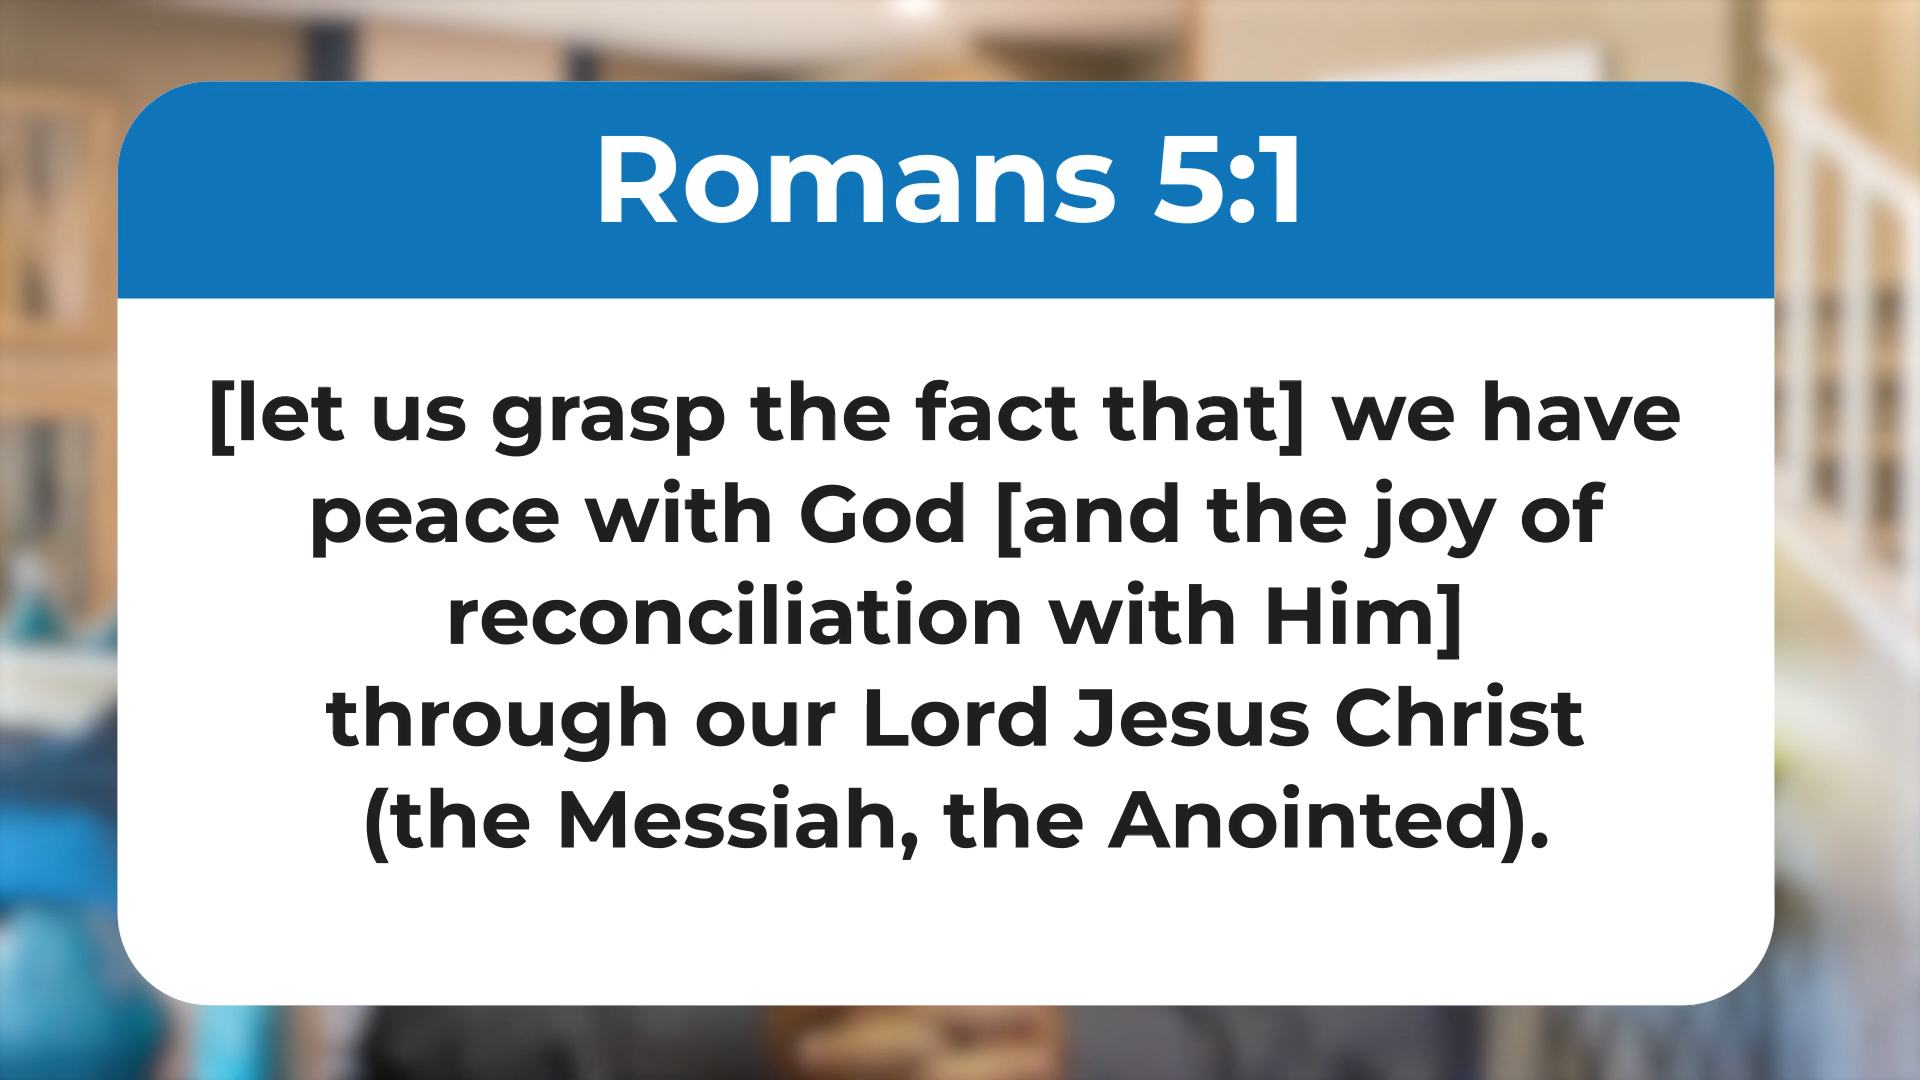 Romans 5:1
[let us grasp the fact that] we have
peace with God [and the joy of
reconciliation with Him]
through our Lord Jesus Christ
(the Messiah, the Anointed).